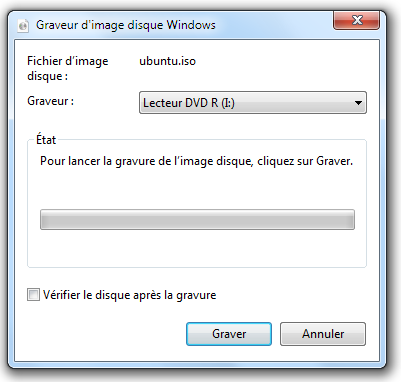 Graveur d'image disque Windows
Fichier d'image ubuntu.iso
disque :
Graveur : Lecteur DVD R (I:)
État
Pour lancer la gravure de l'image disque, cliquez sur Graver.
Vérifier le disque après la gravure
Graver Annuler